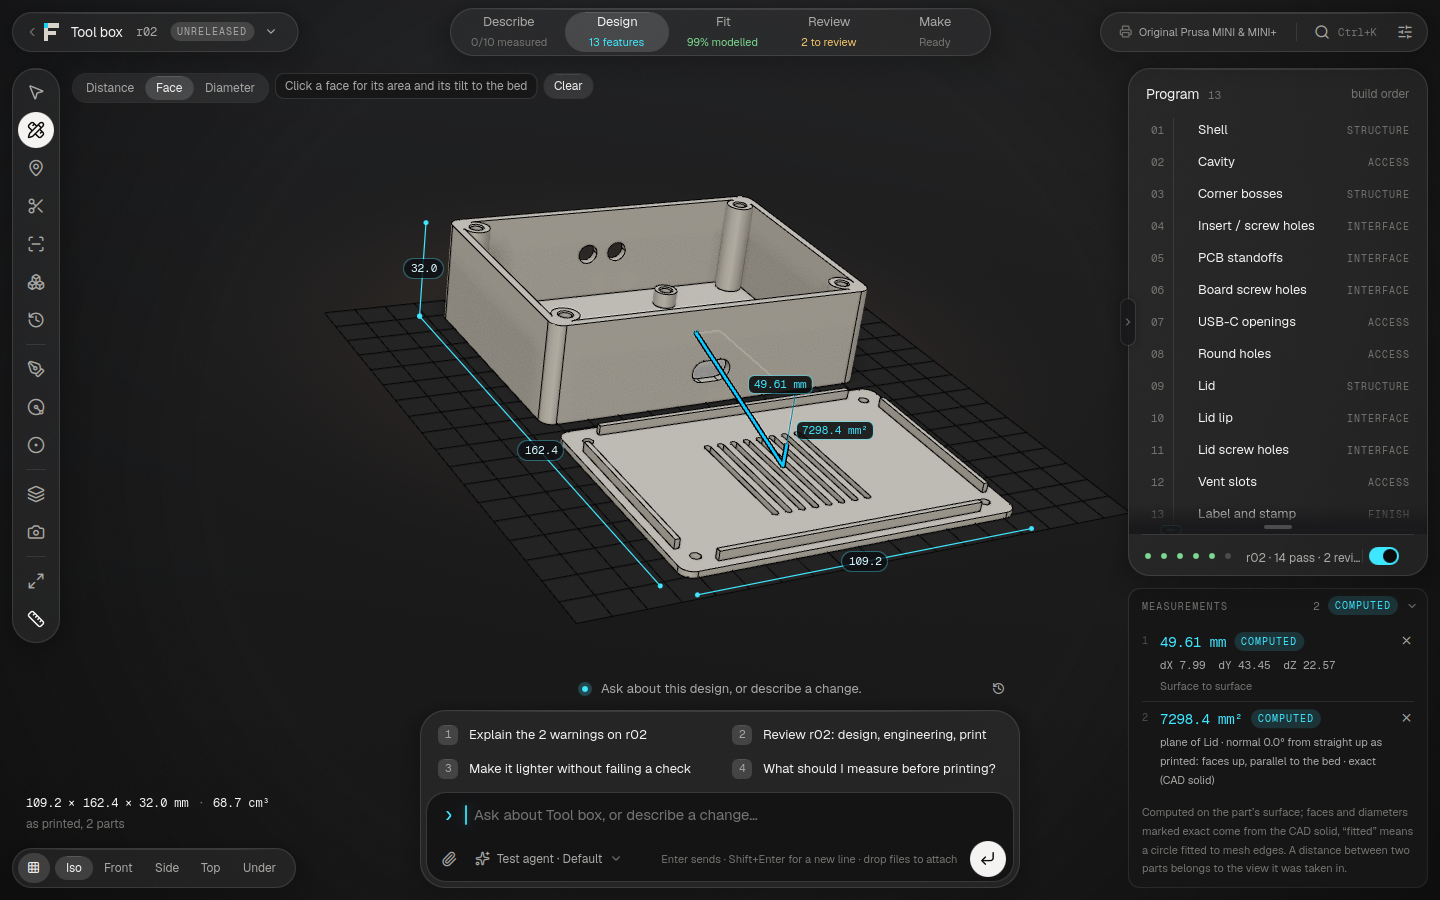 Tool box r02 UNRELEASED
Describe
0/10 measured
Design
13 features
Fit
99% modelled
Review
2 to review
Make
Ready
Original Prusa MINI & MINI+
Ctrl+K
Distance Face Diameter
Click a face for its area and its tilt to the bed
Clear
Program 13 build order
01 Shell STRUCTURE
02 Cavity ACCESS
03 Corner bosses STRUCTURE
04 Insert / screw holes INTERFACE
05 PCB standoffs INTERFACE
06 Board screw holes INTERFACE
07 USB-C openings ACCESS
08 Round holes ACCESS
09 Lid STRUCTURE
10 Lid lip INTERFACE
11 Lid screw holes INTERFACE
12 Vent slots ACCESS
13 Label and stamp FINISH
r02 · 14 pass · 2 revi…
32.0
49.61 mm
7298.4 mm²
162.4
109.2
MEASUREMENTS 2 COMPUTED
1 49.61 mm COMPUTED
dX 7.99 dY 43.45 dZ 22.57
Surface to surface
2 7298.4 mm² COMPUTED
plane of Lid · normal 0.0° from straight up as
printed: faces up, parallel to the bed · exact
(CAD solid)
Computed on the part's surface; faces and diameters
marked exact come from the CAD solid, “fitted” means
a circle fitted to mesh edges. A distance between two
parts belongs to the view it was taken in.
Ask about this design, or describe a change.
1 Explain the 2 warnings on r02
2 Review r02: design, engineering, print
3 Make it lighter without failing a check
4 What should I measure before printing?
Ask about Tool box, or describe a change…
Test agent · Default
Enter sends · Shift+Enter for a new line · drop files to attach
109.2 × 162.4 × 32.0 mm · 68.7 cm³
as printed, 2 parts
Iso Front Side Top Under